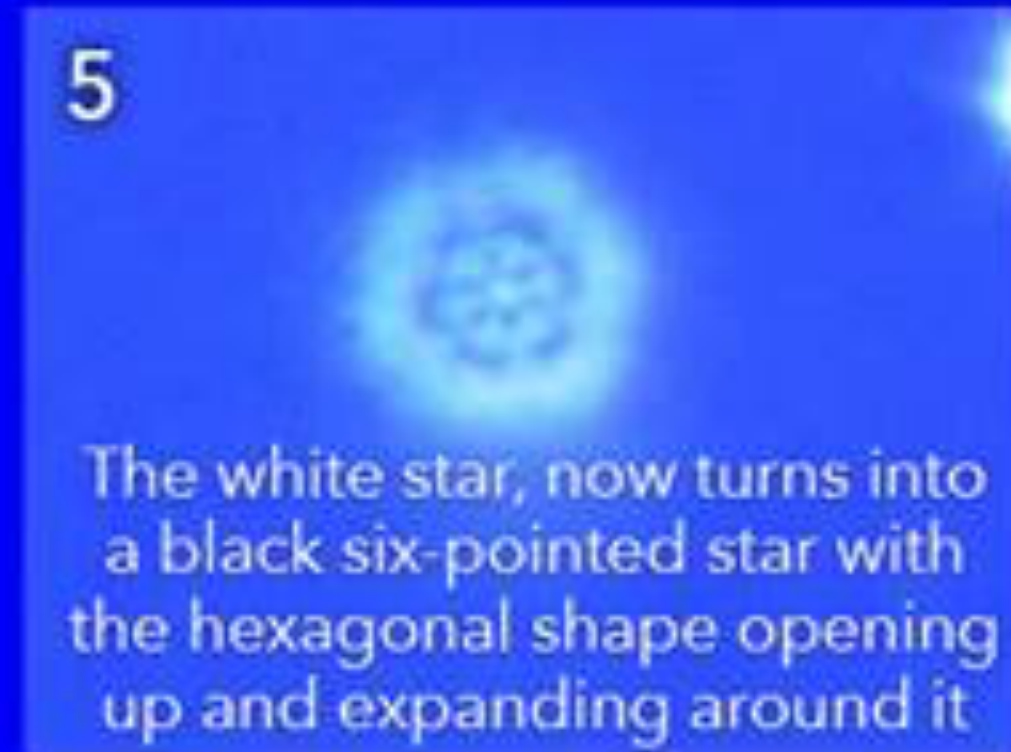 5
The white star, now turns into
a black six-pointed star with
the hexagonal shape opening
up and expanding around it